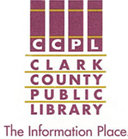 CCPL
CLARK
COUNTY
PUBLIC
LIBRARY
The Information Place